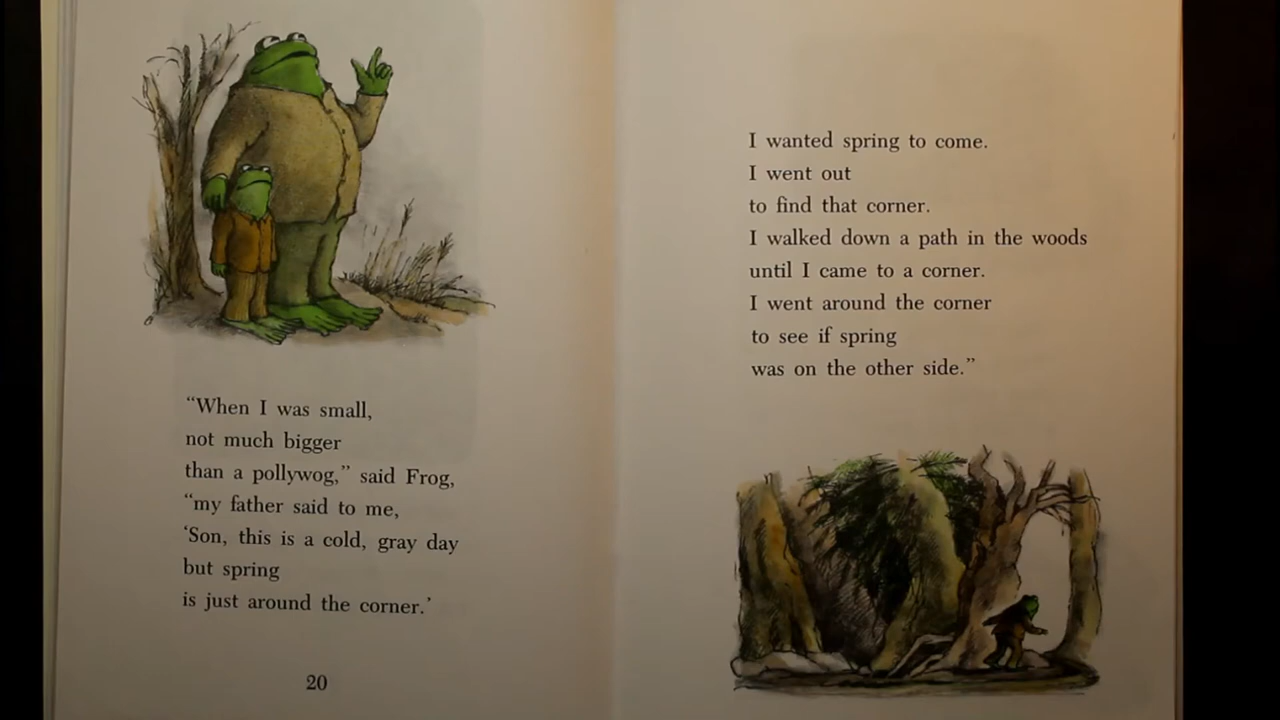 “When I was small,
not much bigger
than a pollywog,” said Frog,
“my father said to me,
‘Son, this is a cold, gray day
but spring
is just around the corner.’
20
I wanted spring to come.
I went out
to find that corner.
I walked down a path in the woods
until I came to a corner.
I went around the corner
to see if spring
was on the other side.”